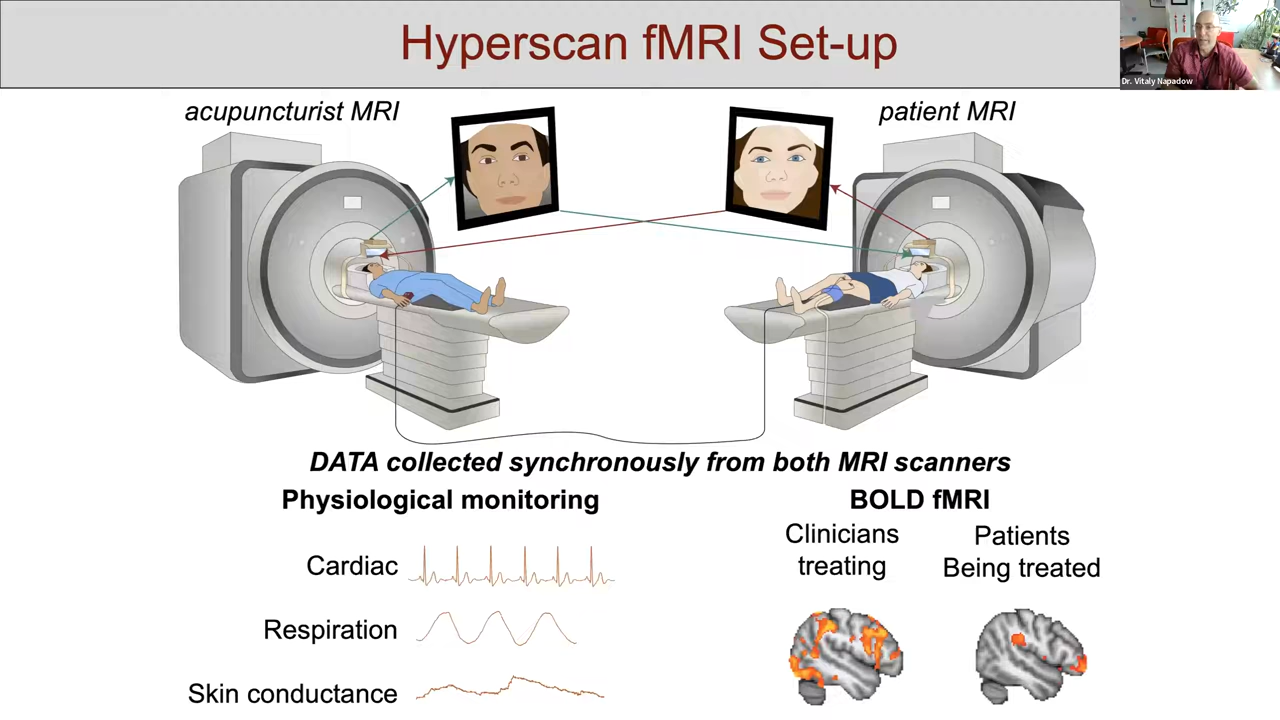 Hyperscan fMRI Set-up
Dr. Vitaly Napadow
acupuncturist MRI
patient MRI
DATA collected synchronously from both MRI scanners
Physiological monitoring
Cardiac
Respiration
Skin conductance
BOLD fMRI
Clinicians
treating
Patients
Being treated